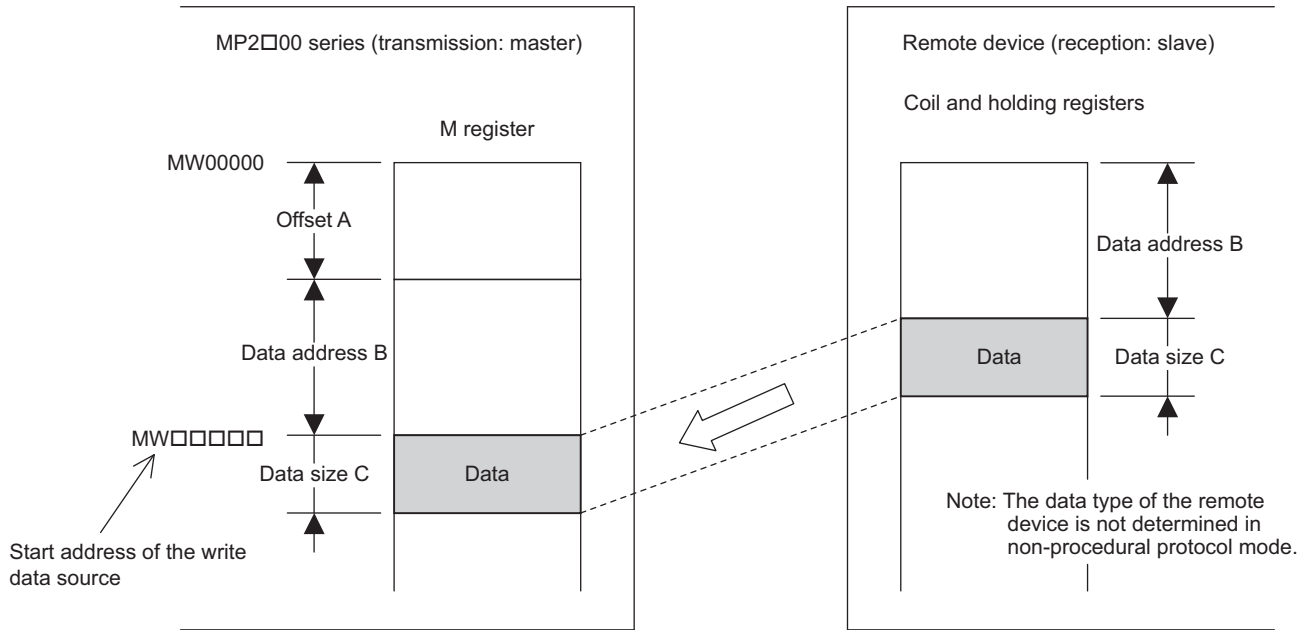 MP2□00 series (transmission: master)
M register
MW00000
Offset A
Data address B
MW□□□□□
Data size C
Data
Start address of the write
data source
Remote device (reception: slave)
Coil and holding registers
Data address B
Data
Data size C
Note: The data type of the remote
device is not determined in
non-procedural protocol mode.